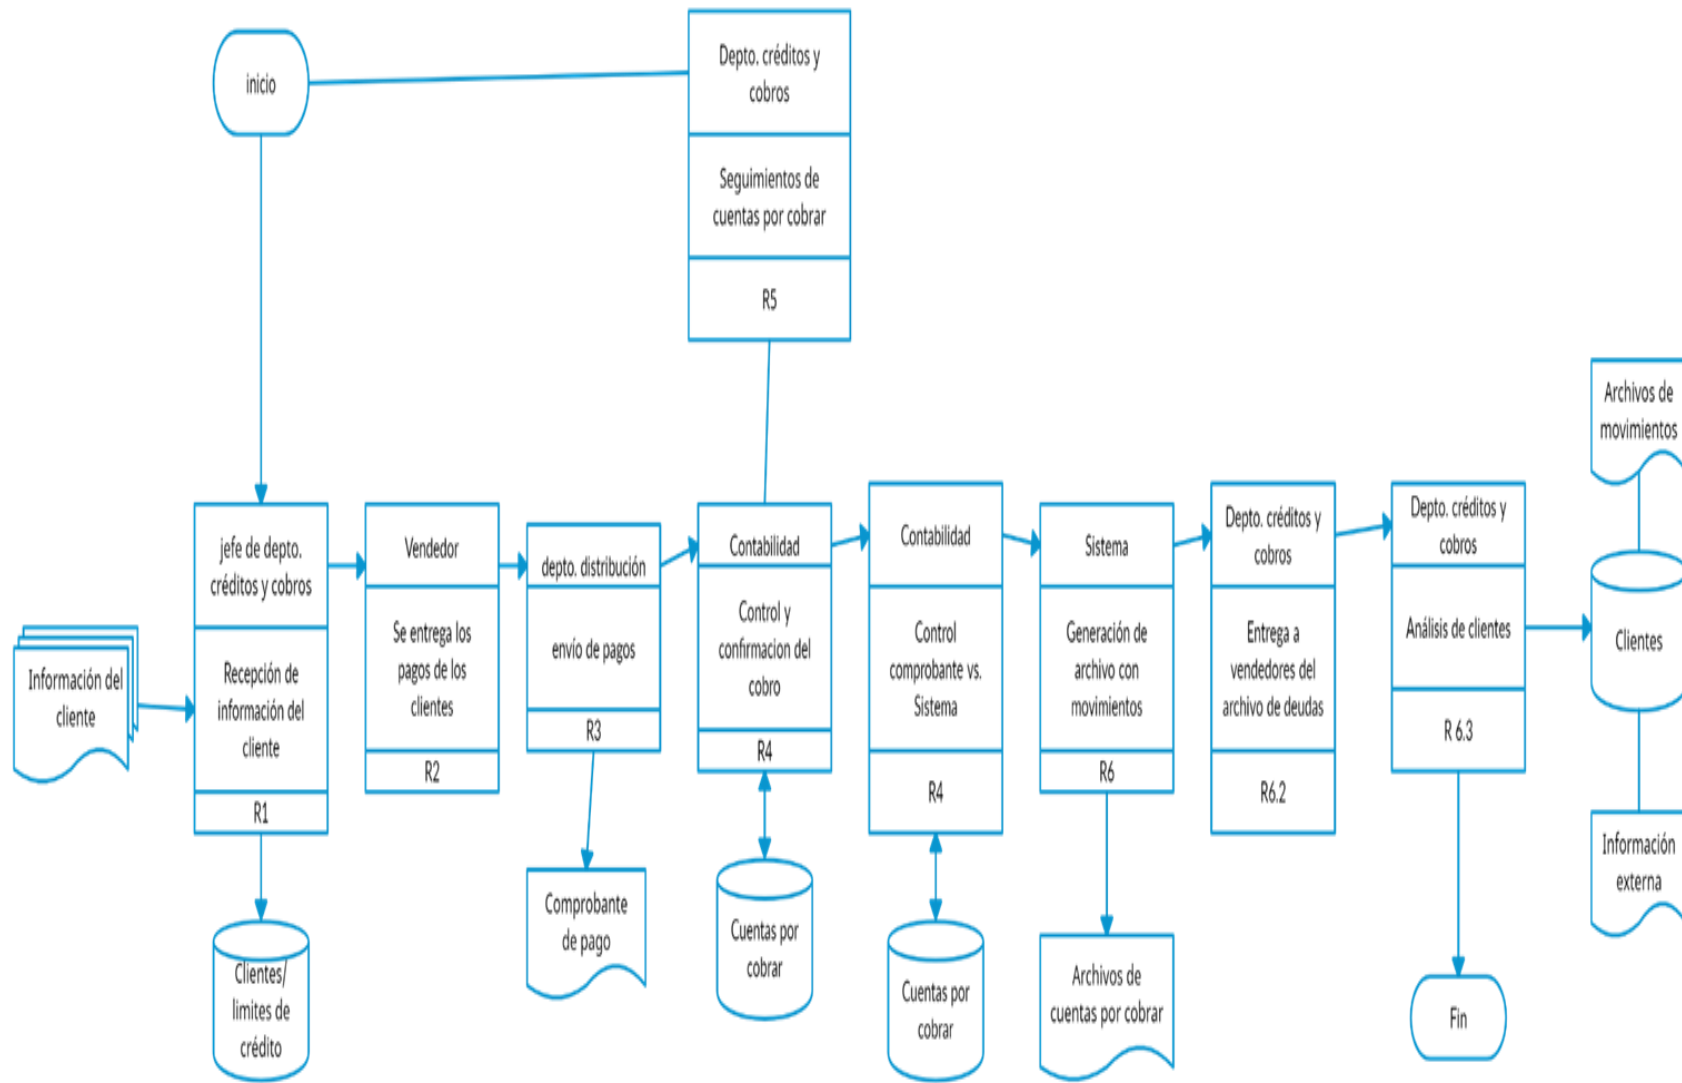 inicio
Depto. créditos y
cobros
Seguimientos de
cuentas por cobrar
R5
Información del
cliente
jefe de depto.
créditos y cobros
Recepción de
información del
cliente
R1
Clientes/
limites de
crédito
Vendedor
Se entrega los
pagos de los
clientes
R2
depto. distribución
envío de pagos
R3
Comprobante
de pago
Contabilidad
Control y
confirmacion del
cobro
R4
Cuentas por
cobrar
Contabilidad
Control
comprobante vs.
Sistema
R4
Cuentas por
cobrar
Sistema
Generación de
archivo con
movimientos
R6
Archivos de
cuentas por cobrar
Depto. créditos y
cobros
Entrega a
vendedores del
archivo de deudas
R6.2
Depto. créditos y
cobros
Análisis de clientes
R 6.3
Fin
Archivos de
movimientos
Clientes
Información
externa